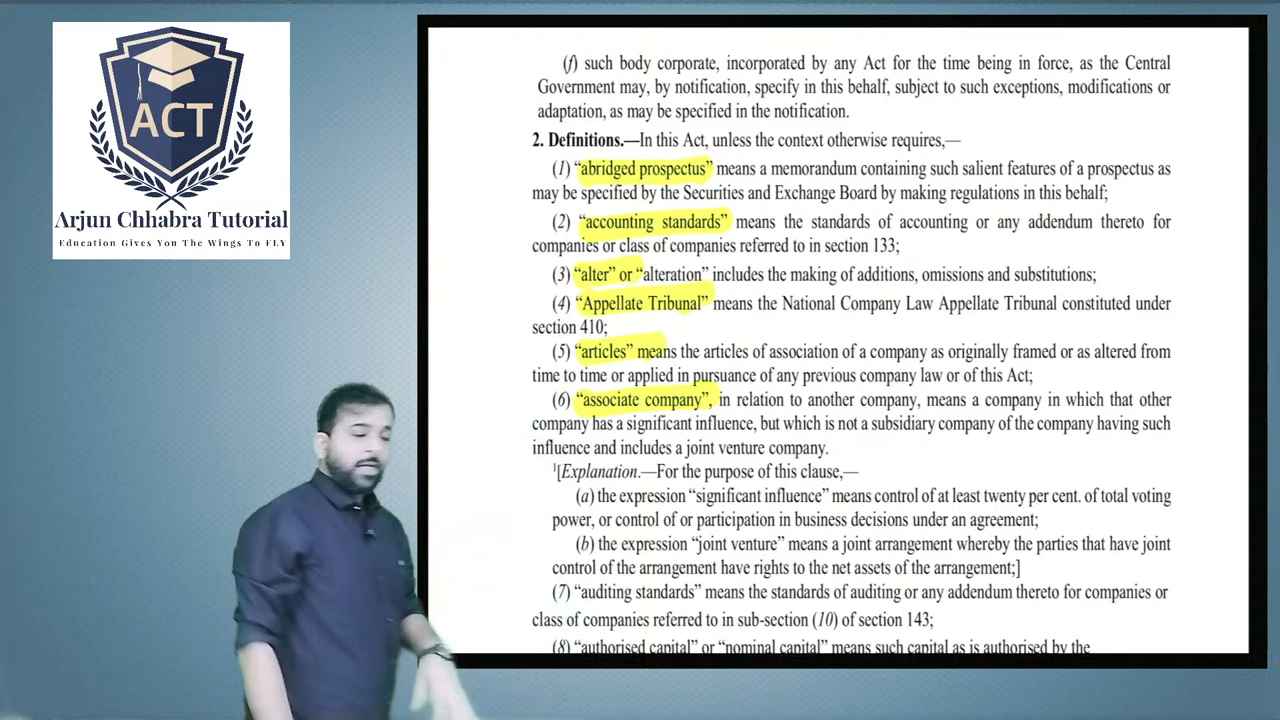 ACT
Arjun Chhabra Tutorial
Education Gives You The Wings To FLY
(f) such body corporate, incorporated by any Act for the time being in force, as the Central
Government may, by notification, specify in this behalf, subject to such exceptions, modifications or
adaptation, as may be specified in the notification.
2. Definitions.—In this Act, unless the context otherwise requires,—
(1) “abridged prospectus” means a memorandum containing such salient features of a prospectus as
may be specified by the Securities and Exchange Board by making regulations in this behalf;
(2) “accounting standards” means the standards of accounting or any addendum thereto for
companies or class of companies referred to in section 133;
(3) “alter” or “alteration” includes the making of additions, omissions and substitutions;
(4) “Appellate Tribunal” means the National Company Law Appellate Tribunal constituted under
section 410;
(5) “articles” means the articles of association of a company as originally framed or as altered from
time to time or applied in pursuance of any previous company law or of this Act;
(6) “associate company”, in relation to another company, means a company in which that other
company has a significant influence, but which is not a subsidiary company of the company having such
influence and includes a joint venture company.
1[Explanation.—For the purpose of this clause,—
(a) the expression “significant influence” means control of at least twenty per cent. of total voting
power, or control of or participation in business decisions under an agreement;
(b) the expression “joint venture” means a joint arrangement whereby the parties that have joint
control of the arrangement have rights to the net assets of the arrangement;]
(7) “auditing standards” means the standards of auditing or any addendum thereto for companies or
class of companies referred to in sub-section (10) of section 143;
(8) “authorised capital” or “nominal capital” means such capital as is authorised by the